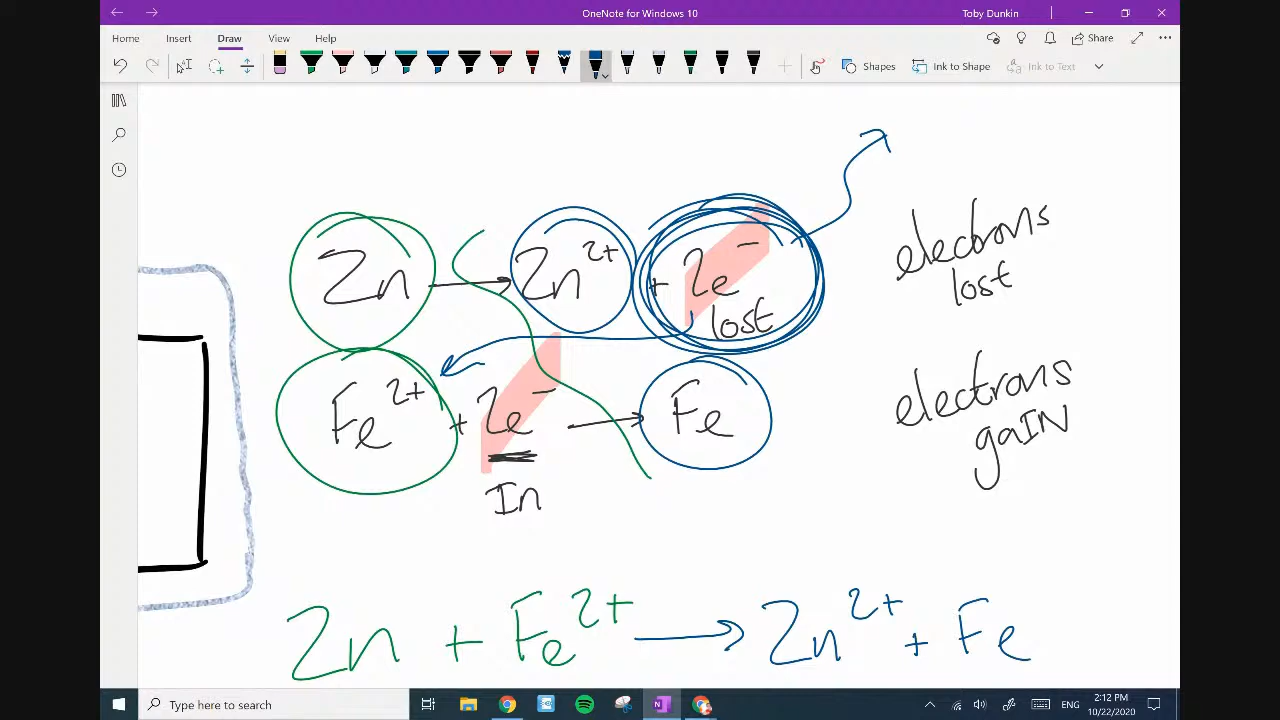 OneNote for Windows 10
Toby Dunkin
Home Insert Draw View Help
Share
Shapes Ink to Shape Ink to Text
Zn → Zn²⁺ + 2e⁻
lost
electrons
lost
Fe²⁺ + 2e⁻ → Fe
In
electrons
gaIN
Zn + Fe²⁺ → Zn²⁺ + Fe
Type here to search
ENG
2:12 PM
10/22/2020